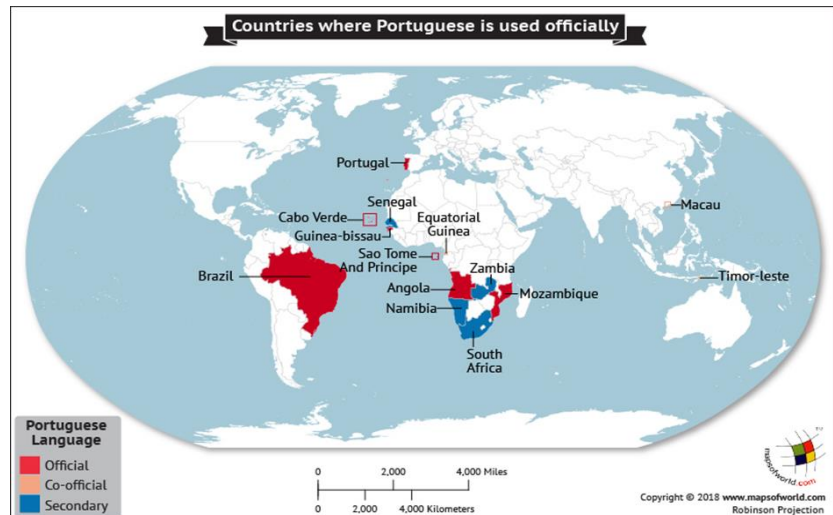 Countries where Portuguese is used officially
Portugal
Senegal
Cabo Verde
Equatorial
Guinea
Macau
Guinea-bissau
Sao Tome
And Principe
Zambia
Timor-leste
Brazil
Angola
Mozambique
Namibia
South
Africa
Portuguese
Language
Official
Co-official
Secondary
0 2,000 4,000 Miles
0 2,000 4,000 Kilometers
mapsofworld.com
Copyright © 2018 www.mapsofworld.com
Robinson Projection